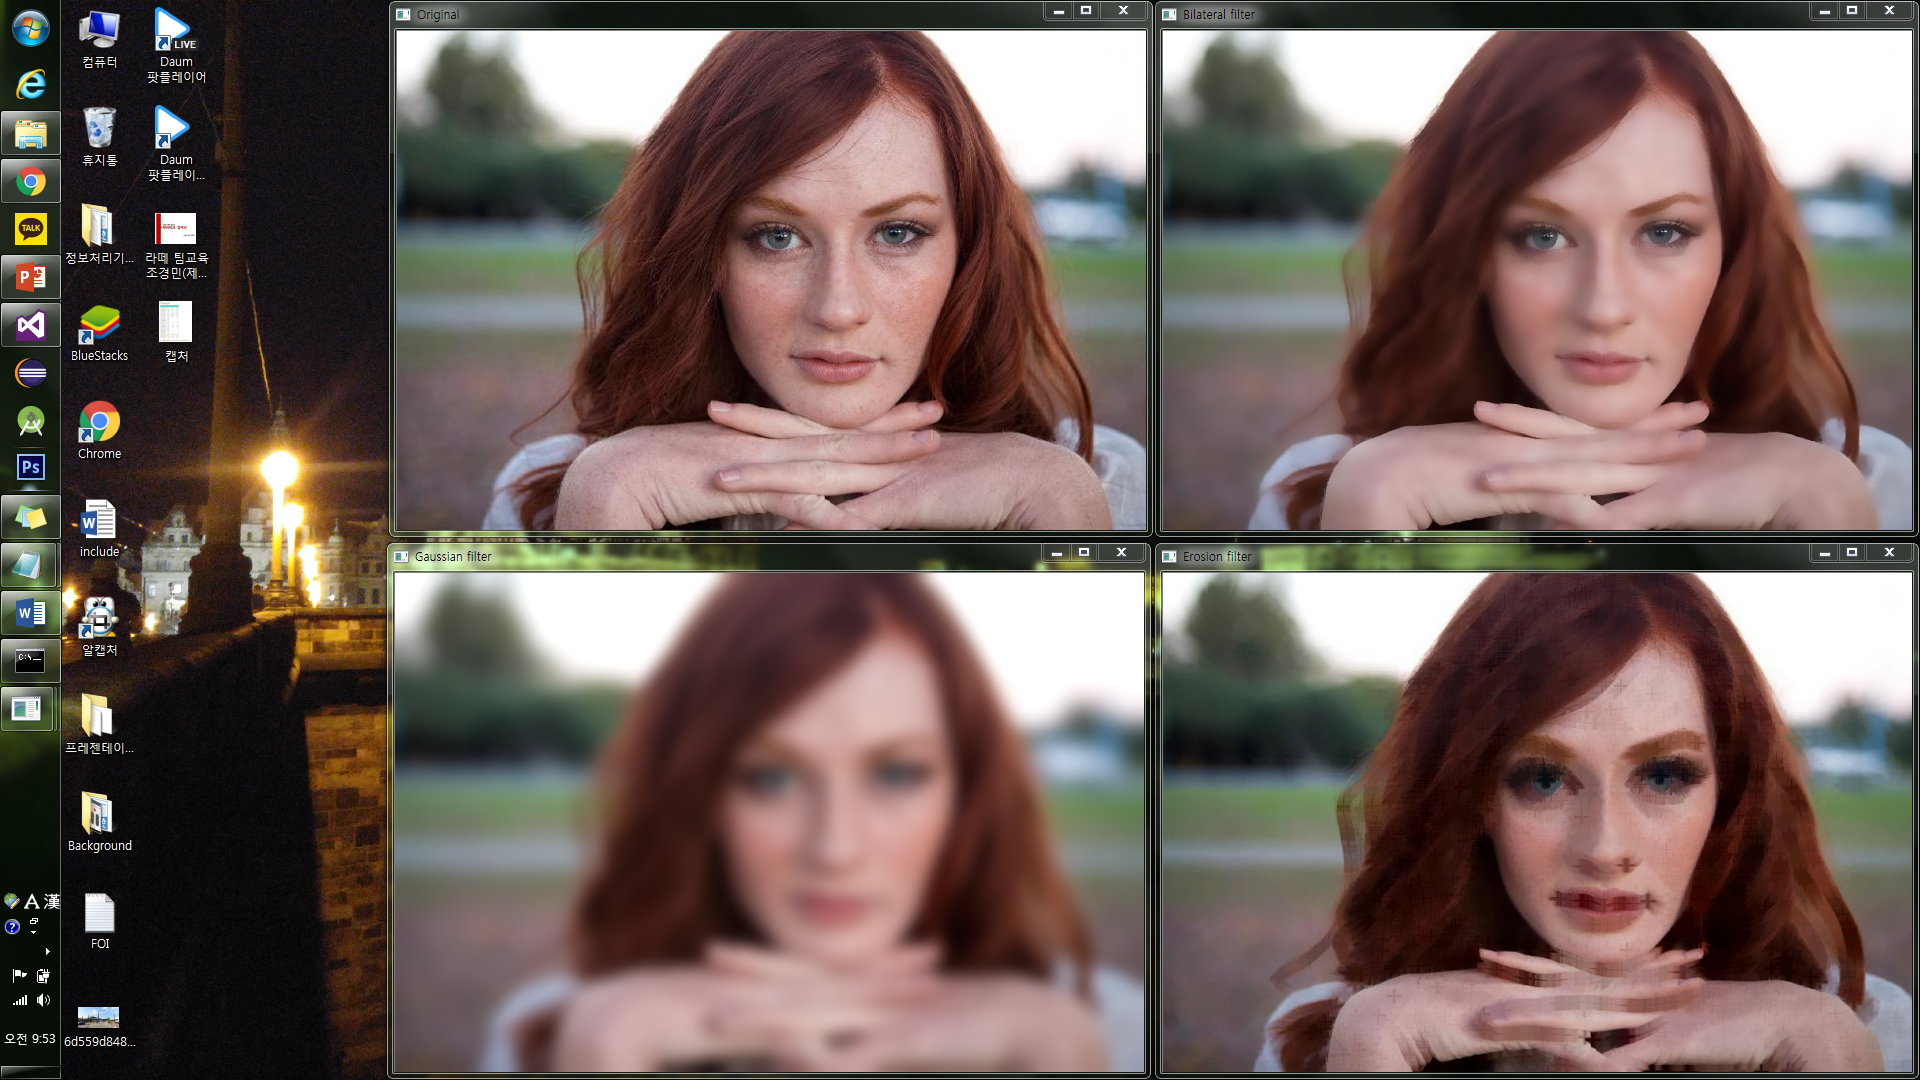 컴퓨터
LIVE
Daum
팟플레이어
휴지통
Daum
팟플레이...
TALK
정보처리기...
라떼 팀교육
조경민(제...
P
BlueStacks
캡처
Chrome
Ps
W
include
W
C:\
알캡처
프레젠테이...
Background
A 漢
?
FOI
오전 9:53
6d559d848...
Original
Bilateral filter
Gaussian filter
Erosion filter